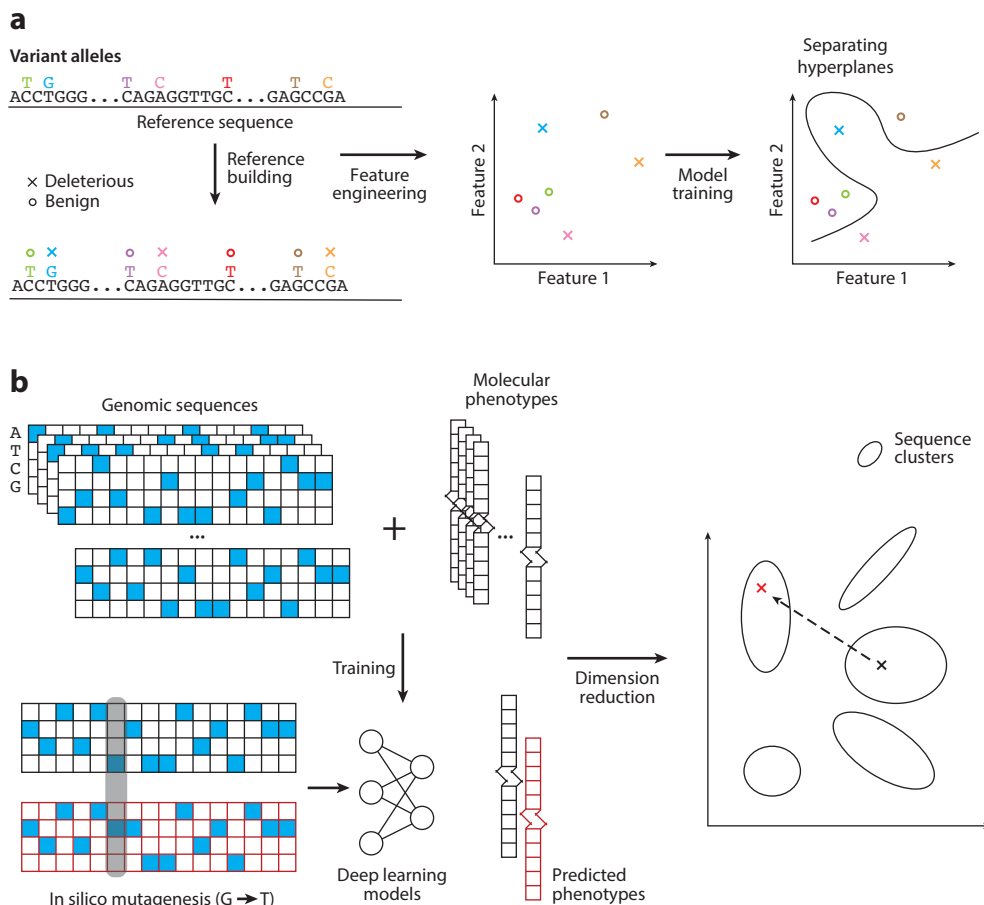 a
Variant alleles
T G T C T T C
ACCTGGG...CAGAGGTTGC...GAGCCGA
Reference sequence
Reference
building
Feature
engineering
× Deleterious
o Benign
T G T C T T C
ACCTGGG...CAGAGGTTGC...GAGCCGA
Feature 2
Feature 1
Model
training
Separating
hyperplanes
Feature 2
Feature 1
b
Genomic sequences
A
T
C
G
...
+
Molecular
phenotypes
...
Training
Dimension
reduction
Sequence
clusters
Deep learning
models
Predicted
phenotypes
In silico mutagenesis (G → T)